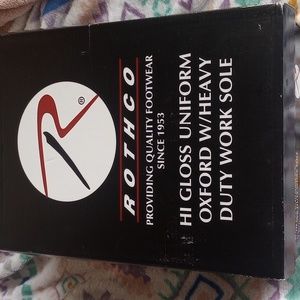 R®
ROTHCO
PROVIDING QUALITY FOOTWEAR
SINCE 1953
HI GLOSS UNIFORM
OXFORD W/HEAVY
DUTY WORK SOLE